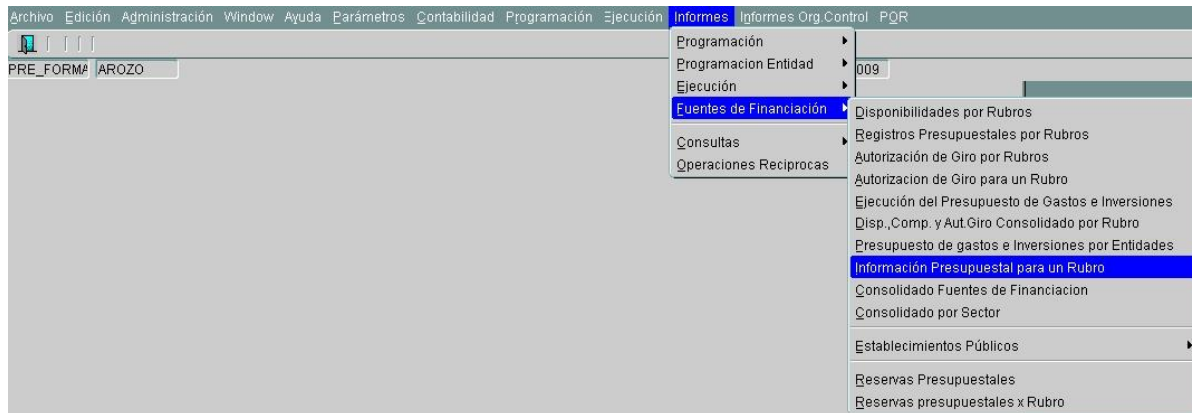 Archivo Edición Administración Window Ayuda Parámetros Contabilidad Programación Ejecución Informes Informes Org.Control PQR
Programación
PRE_FORMA AROZO
Programacion Entidad
009
Ejecución
Fuentes de Financiación
Disponibilidades por Rubros
Registros Presupuestales por Rubros
Consultas
Autorización de Giro por Rubros
Operaciones Reciprocas
Autorizacion de Giro para un Rubro
Ejecución del Presupuesto de Gastos e Inversiones
Disp.,Comp. y Aut.Giro Consolidado por Rubro
Presupuesto de gastos e Inversiones por Entidades
Información Presupuestal para un Rubro
Consolidado Fuentes de Financiacion
Consolidado por Sector
Establecimientos Públicos
Reservas Presupuestales
Reservas presupuestales x Rubro